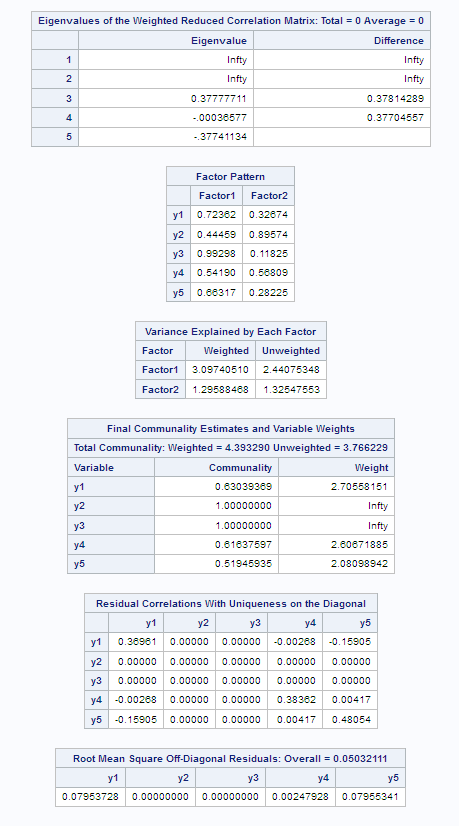 Eigenvalues of the Weighted Reduced Correlation Matrix: Total = 0 Average = 0
Eigenvalue Difference
1 Infty Infty
2 Infty Infty
3 0.37777711 0.37814289
4 -.00036577 0.37704557
5 -.37741134
Factor Pattern
Factor1 Factor2
y1 0.72362 0.32674
y2 0.44459 0.89574
y3 0.99298 0.11825
y4 0.54190 0.56809
y5 0.66317 0.28225
Variance Explained by Each Factor
Factor Weighted Unweighted
Factor1 3.09740510 2.44075348
Factor2 1.29588468 1.32547553
Final Communality Estimates and Variable Weights
Total Communality: Weighted = 4.393290 Unweighted = 3.766229
Variable Communality Weight
y1 0.63039369 2.70558151
y2 1.00000000 Infty
y3 1.00000000 Infty
y4 0.61637597 2.60671885
y5 0.51945935 2.08098942
Residual Correlations With Uniqueness on the Diagonal
y1 y2 y3 y4 y5
y1 0.36961 0.00000 0.00000 -0.00268 -0.15905
y2 0.00000 0.00000 0.00000 0.00000 0.00000
y3 0.00000 0.00000 0.00000 0.00000 0.00000
y4 -0.00268 0.00000 0.00000 0.38362 0.00417
y5 -0.15905 0.00000 0.00000 0.00417 0.48054
Root Mean Square Off-Diagonal Residuals: Overall = 0.05032111
y1 y2 y3 y4 y5
0.07953728 0.00000000 0.00000000 0.00247928 0.07955341